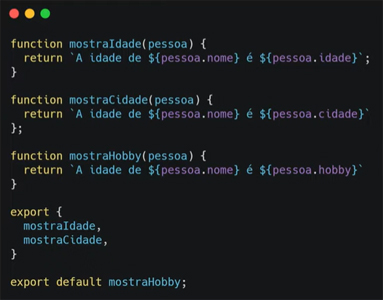 function mostraIdade(pessoa) {
  return `A idade de ${pessoa.nome} é ${pessoa.idade}`;
}
function mostraCidade(pessoa) {
  return `A idade de ${pessoa.nome} é ${pessoa.cidade}`
};
function mostraHobby(pessoa) {
  return `A idade de ${pessoa.nome} é ${pessoa.hobby}`
}
export {
  mostraIdade,
  mostraCidade,
}
export default mostraHobby;